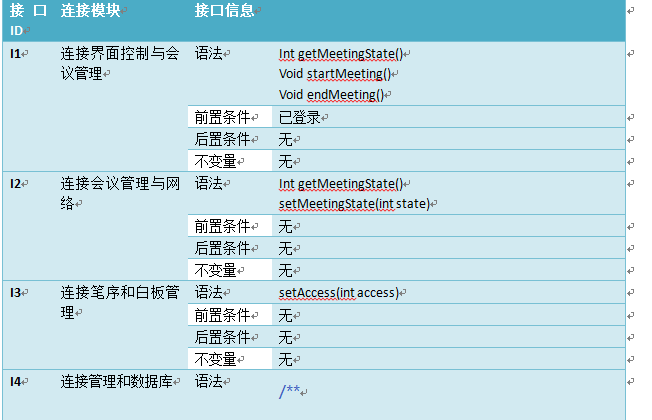 接 口 连接模块 接口信息
ID
I1 连接界面控制与会 语法 Int getMeetingState()
议管理 Void startMeeting()
Void endMeeting()
前置条件 已登录
后置条件 无
不变量 无
I2 连接会议管理与网 语法 Int getMeetingState()
络 setMeetingState(int state)
前置条件 无
后置条件 无
不变量 无
I3 连接笔序和白板管 语法 setAccess(int access)
理 前置条件 无
后置条件 无
不变量 无
I4 连接管理和数据库 语法 /**